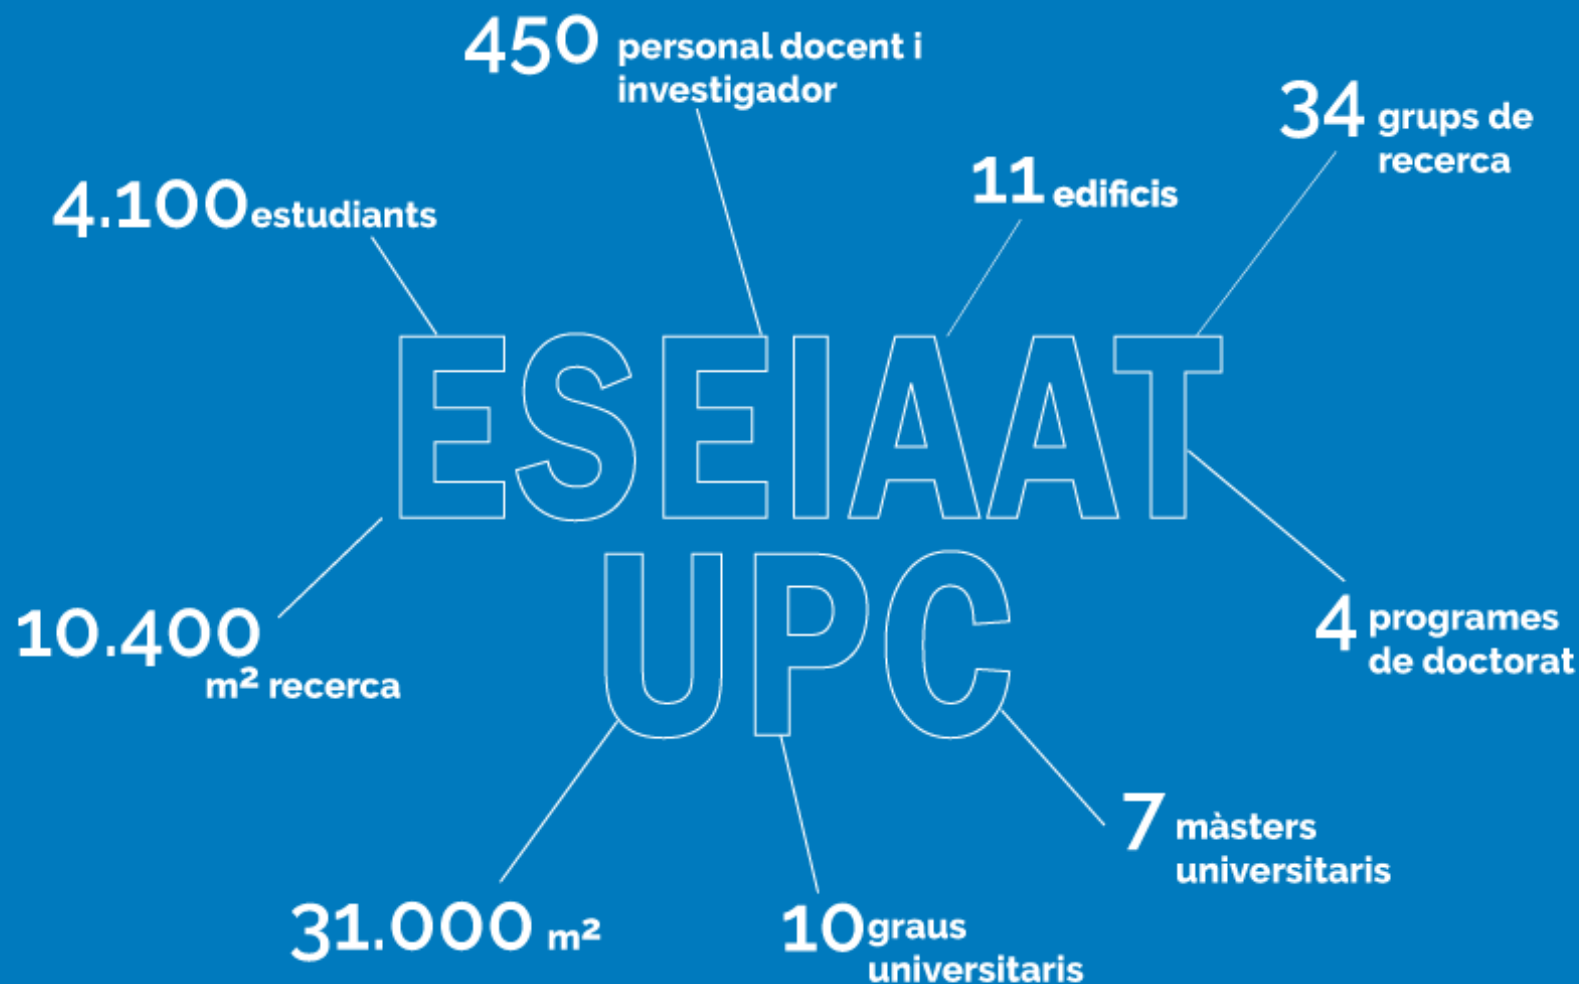 450 personal docent i
investigador
34 grups de
recerca
11 edificis
4.100 estudiants
ESEIAAT
UPC
10.400
m² recerca
4 programes
de doctorat
7 màsters
universitaris
31.000 m²
10 graus
universitaris